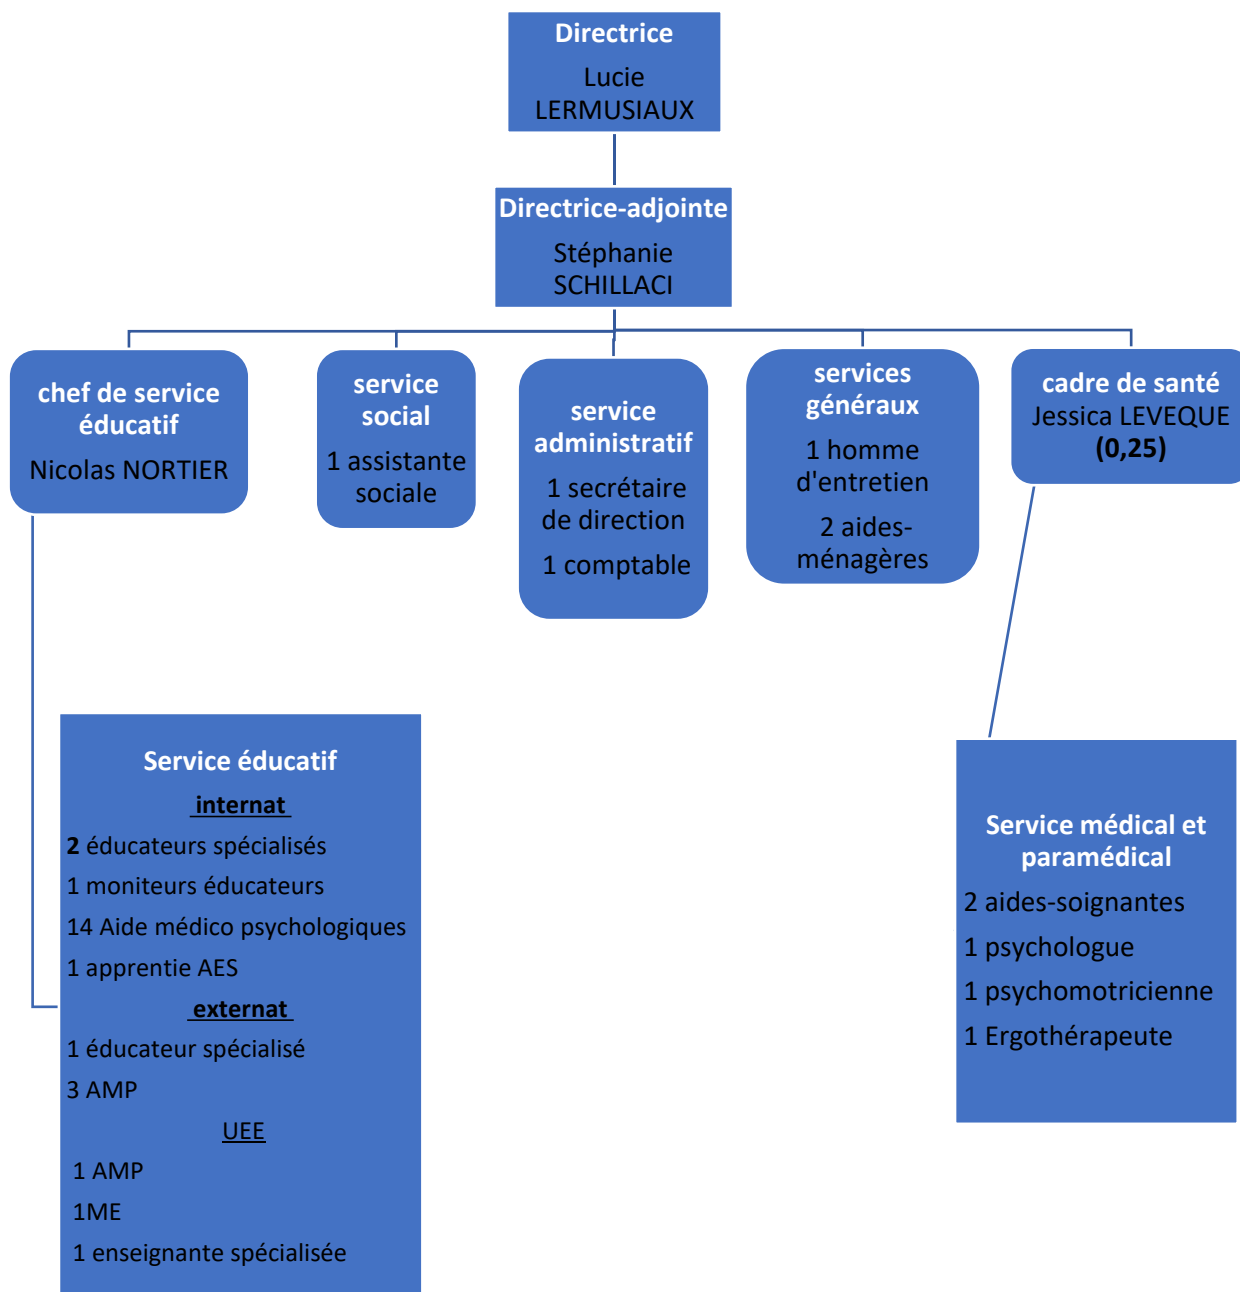 Directrice
Lucie
LERMUSIAUX
Directrice-adjointe
Stéphanie
SCHILLACI
chef de service
éducatif
Nicolas NORTIER
service
social
1 assistante
sociale
service
administratif
1 secrétaire
de direction
1 comptable
services
généraux
1 homme
d'entretien
2 aides-
ménagères
cadre de santé
Jessica LEVEQUE
(0,25)
Service éducatif
internat
2 éducateurs spécialisés
1 moniteurs éducateurs
14 Aide médico psychologiques
1 apprentie AES
externat
1 éducateur spécialisé
3 AMP
UEE
1 AMP
1ME
1 enseignante spécialisée
Service médical et
paramédical
2 aides-soignantes
1 psychologue
1 psychomotricienne
1 Ergothérapeute